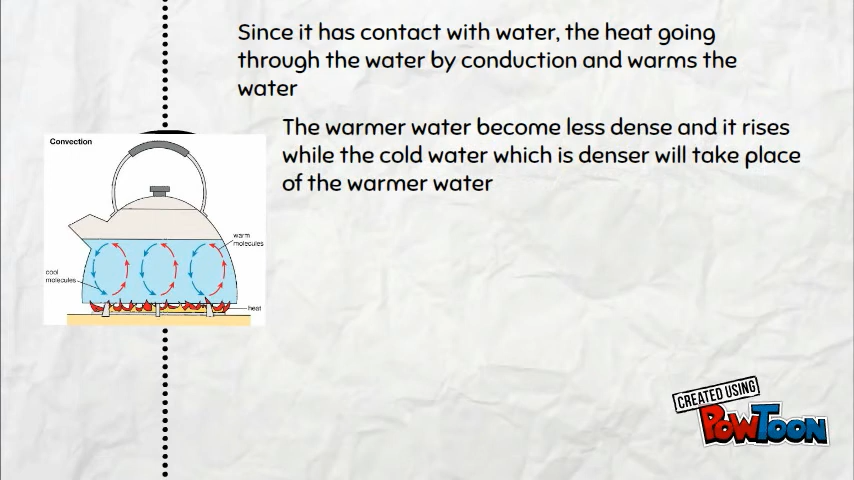 Since it has contact with water, the heat going
through the water by conduction and warms the
water
The warmer water become less dense and it rises
while the cold water which is denser will take place
of the warmer water
Convection
warm
molecules
cool
molecules
heat
CREATED USING
POWTOON